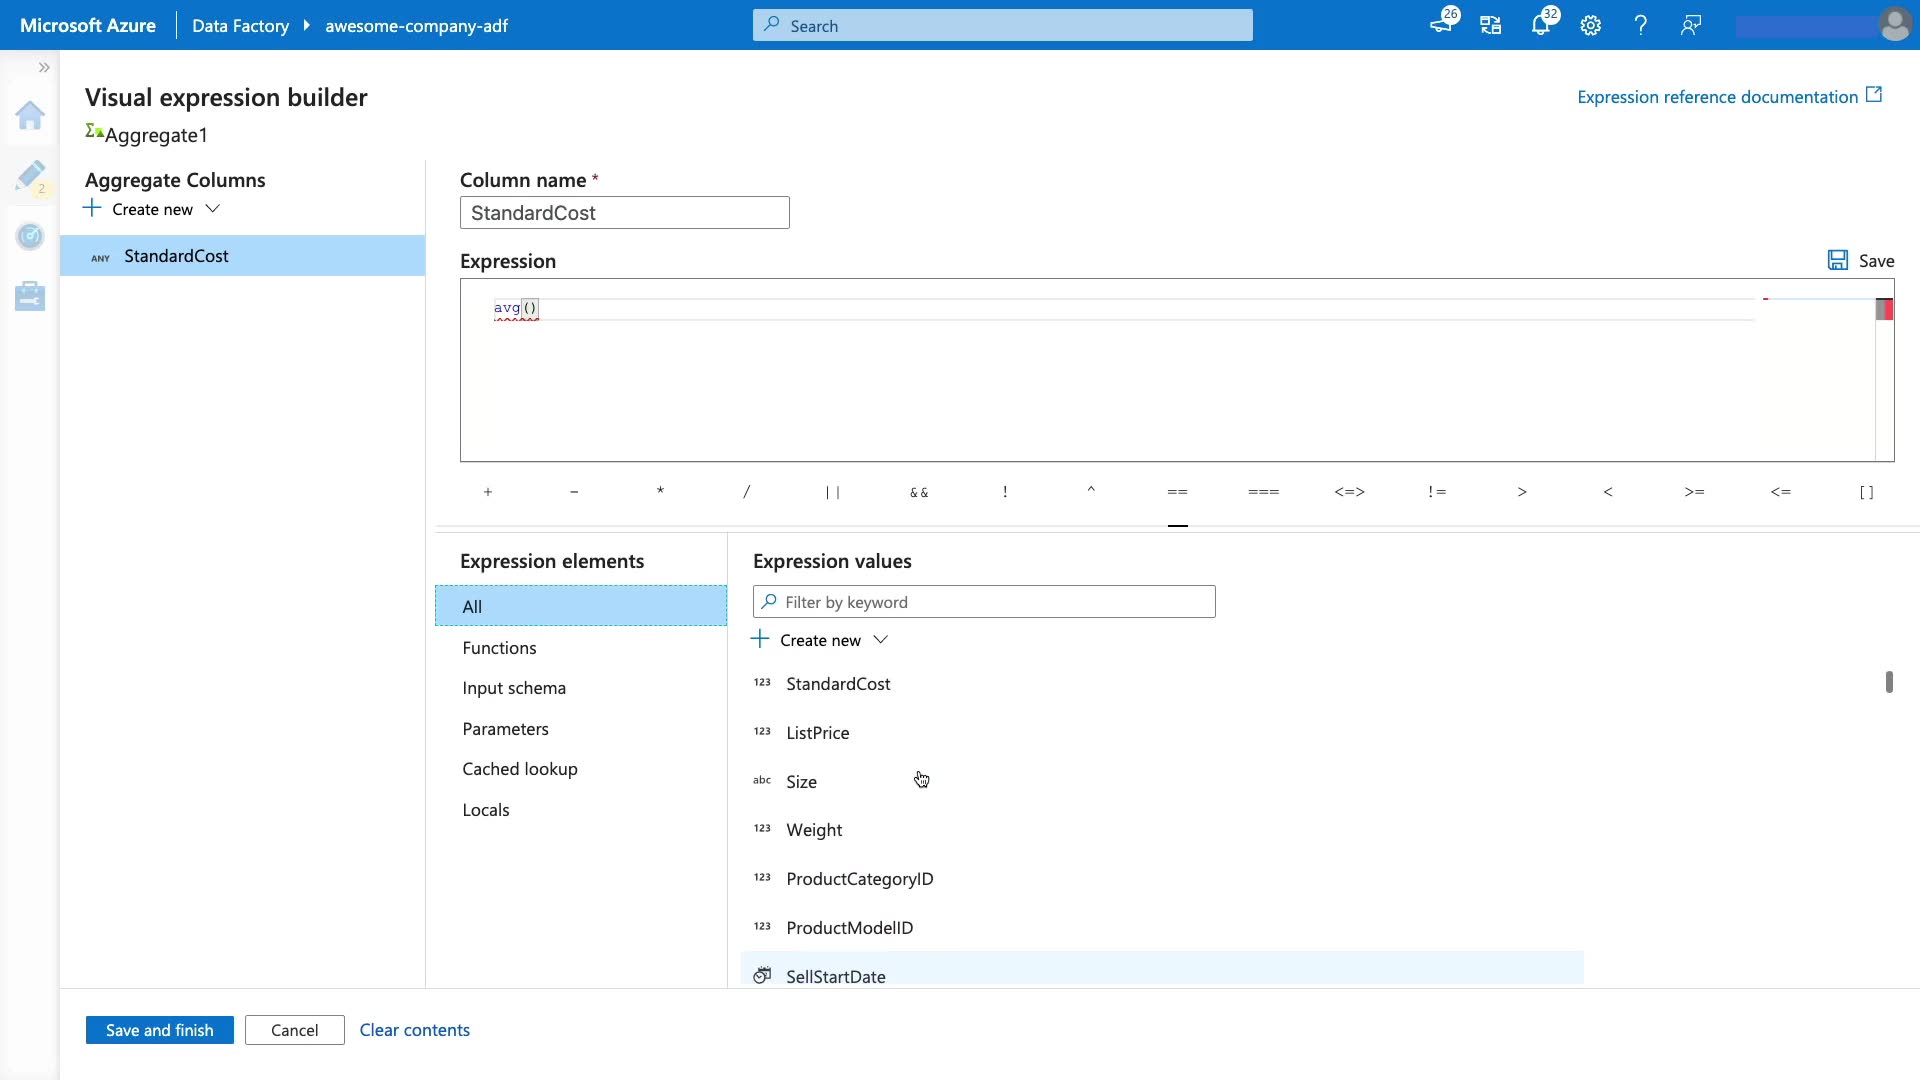 Microsoft Azure
Data Factory
awesome-company-adf
Search
26
32
Visual expression builder
Expression reference documentation
Aggregate1
2
Aggregate Columns
Create new
ANY StandardCost
Column name *
StandardCost
Expression
Save
avg()
+ - * / || && ! ^ == === <=> != > < >= <= []
Expression elements
All
Functions
Input schema
Parameters
Cached lookup
Locals
Expression values
Filter by keyword
Create new
123 StandardCost
123 ListPrice
abc Size
123 Weight
123 ProductCategoryID
123 ProductModelID
SellStartDate
Save and finish
Cancel
Clear contents